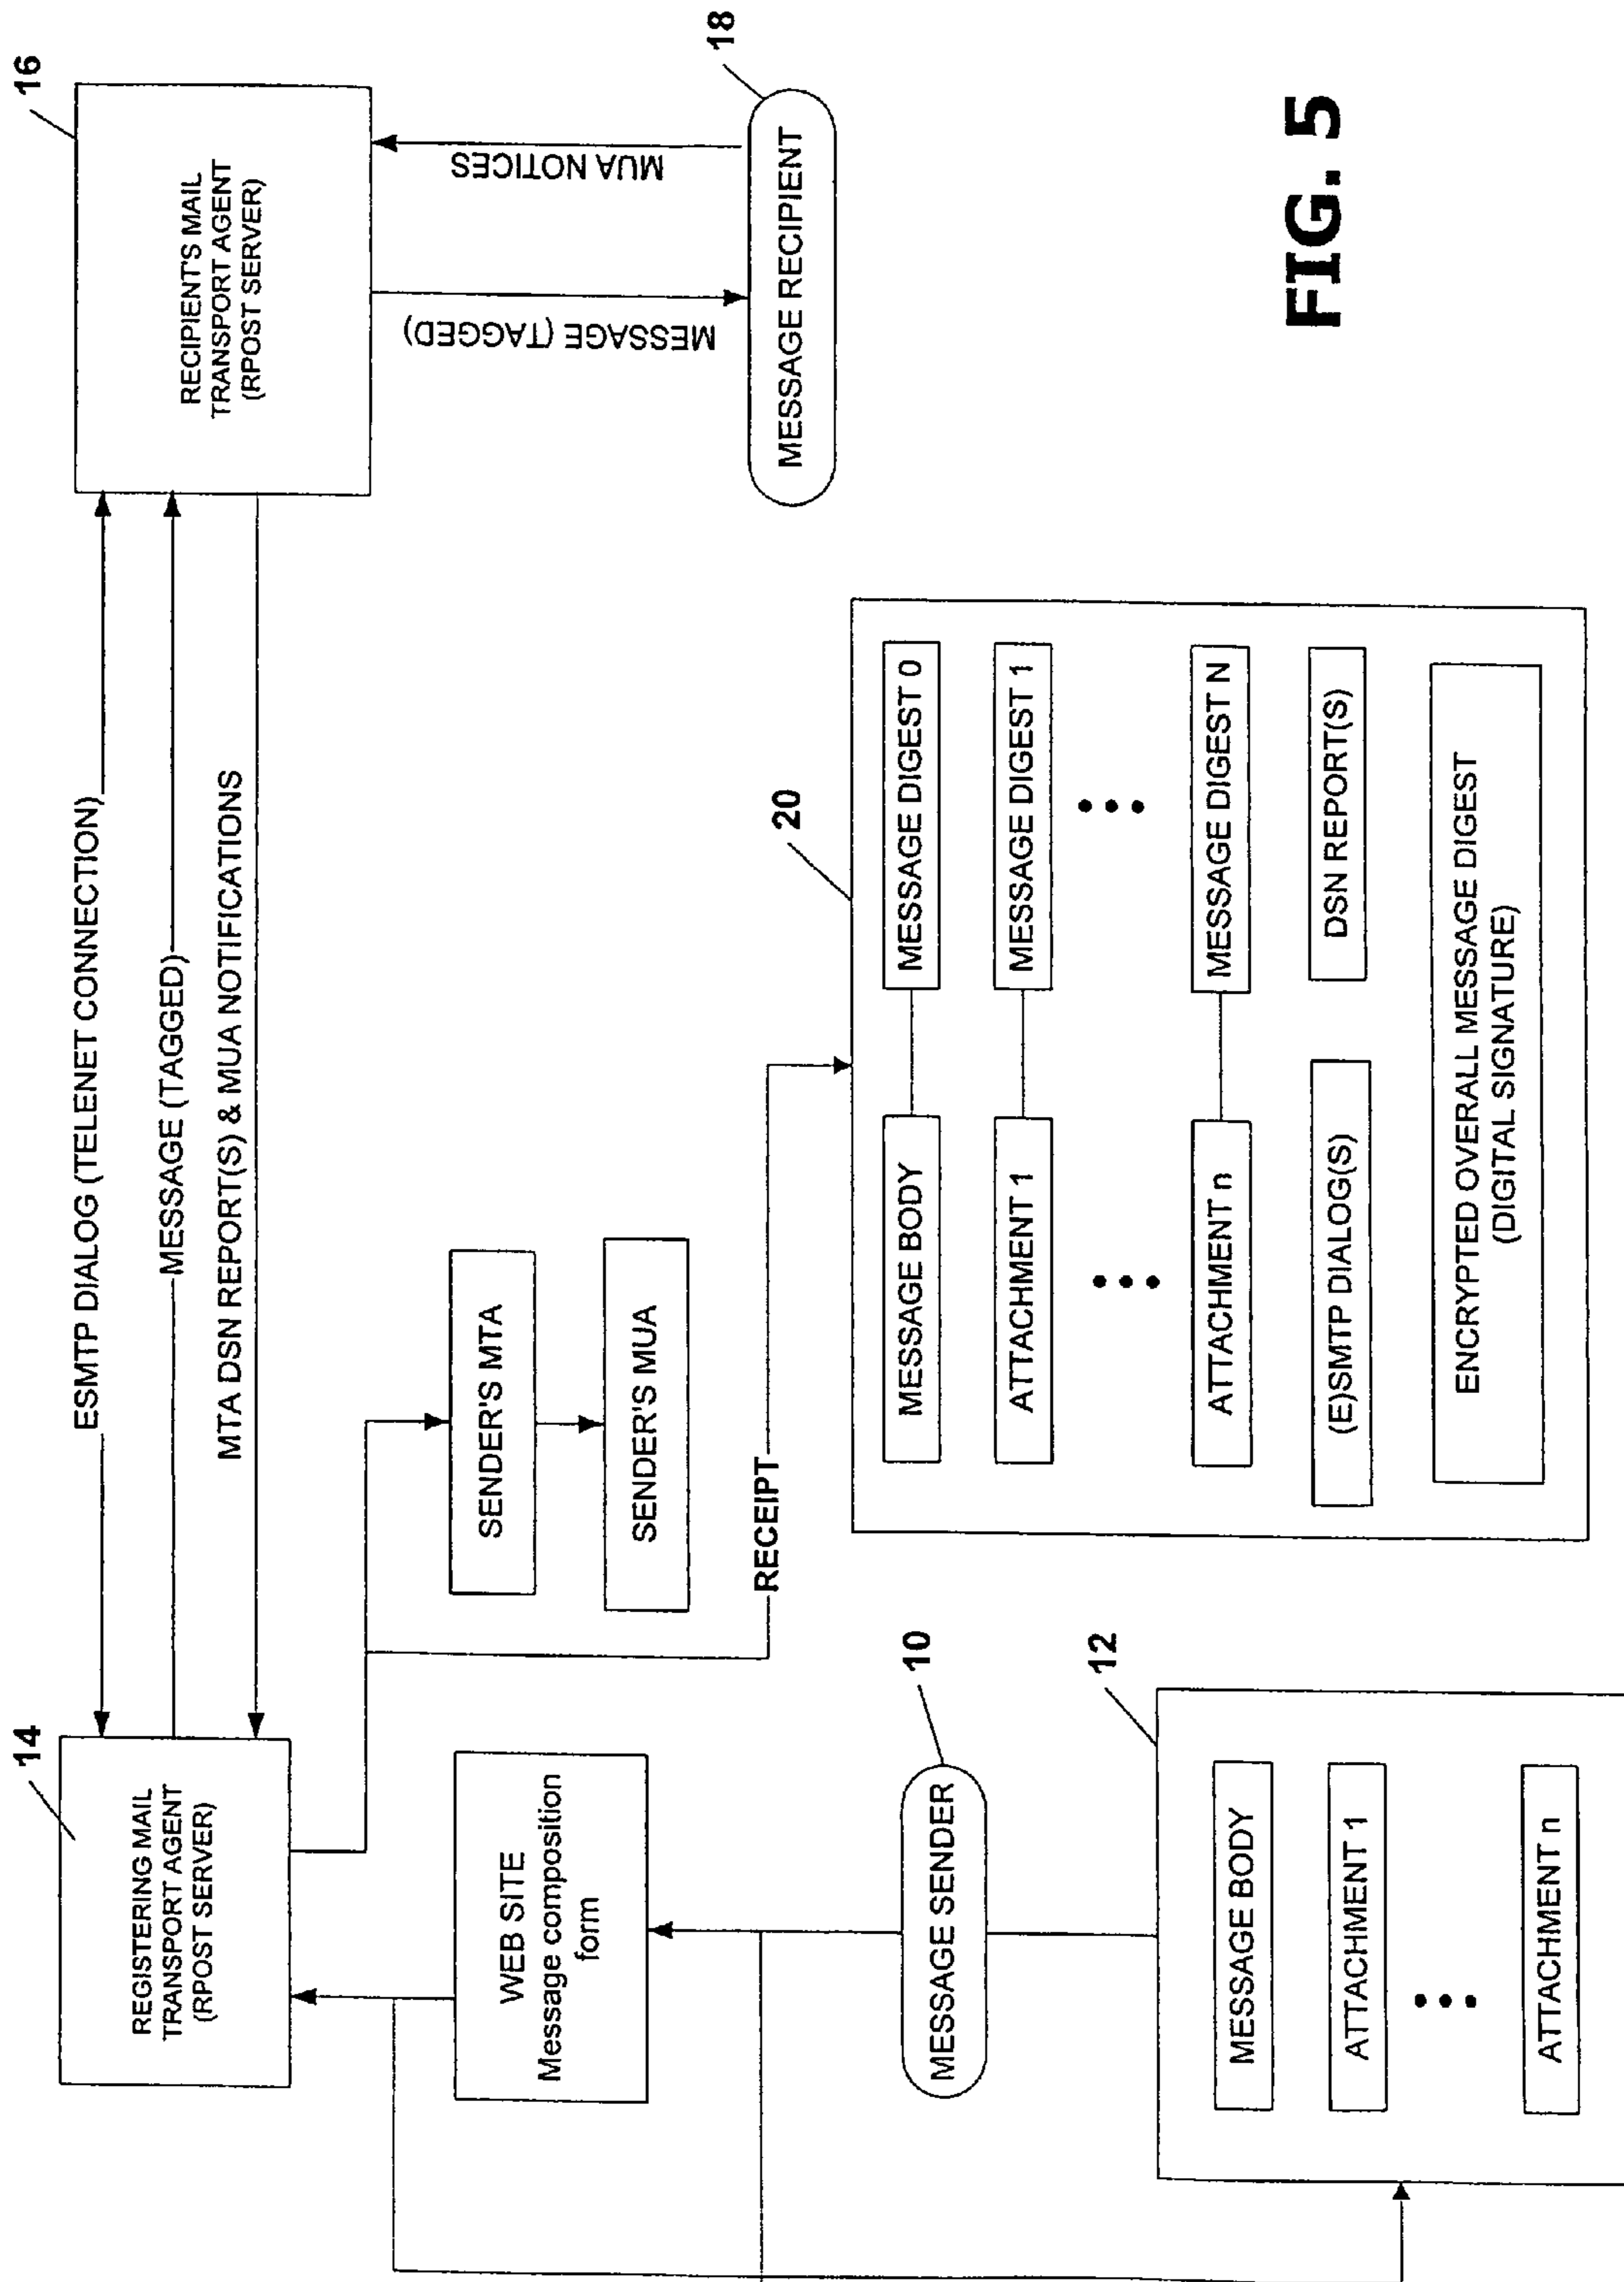 14
REGISTERING MAIL
TRANSPORT AGENT
(RPOST SERVER)
ESMTP DIALOG (TELENET CONNECTION)
MESSAGE (TAGGED)
MTA DSN REPORT(S) & MUA NOTIFICATIONS
16
RECIPIENT'S MAIL
TRANSPORT AGENT
(RPOST SERVER)
WEB SITE
Message composition
form
SENDER'S MTA
SENDER'S MUA
MESSAGE (TAGGED)
MUA NOTICES
18
MESSAGE RECIPIENT
RECEIPT
10
MESSAGE SENDER
20
MESSAGE BODY
MESSAGE DIGEST 0
ATTACHMENT 1
MESSAGE DIGEST 1
ATTACHMENT n
MESSAGE DIGEST N
(E)SMTP DIALOG(S)
DSN REPORT(S)
ENCRYPTED OVERALL MESSAGE DIGEST
(DIGITAL SIGNATURE)
12
MESSAGE BODY
ATTACHMENT 1
ATTACHMENT n
FIG. 5